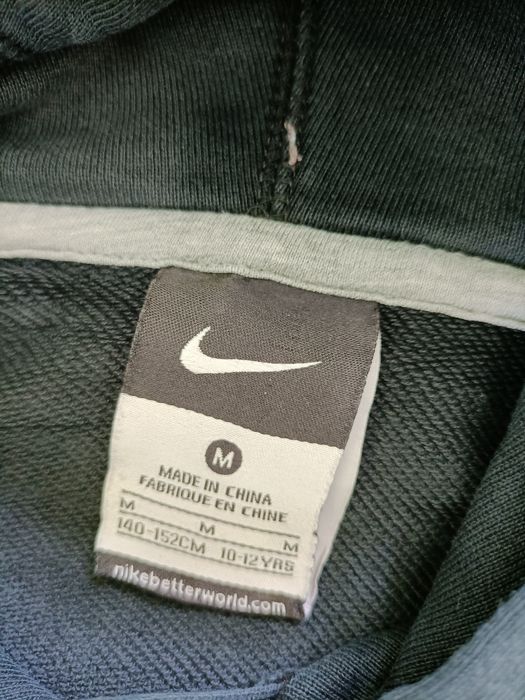 M
MADE IN CHINA
FABRIQUE EN CHINE
M M M
140-152CM 10-12YRS
nikebetterworld.com